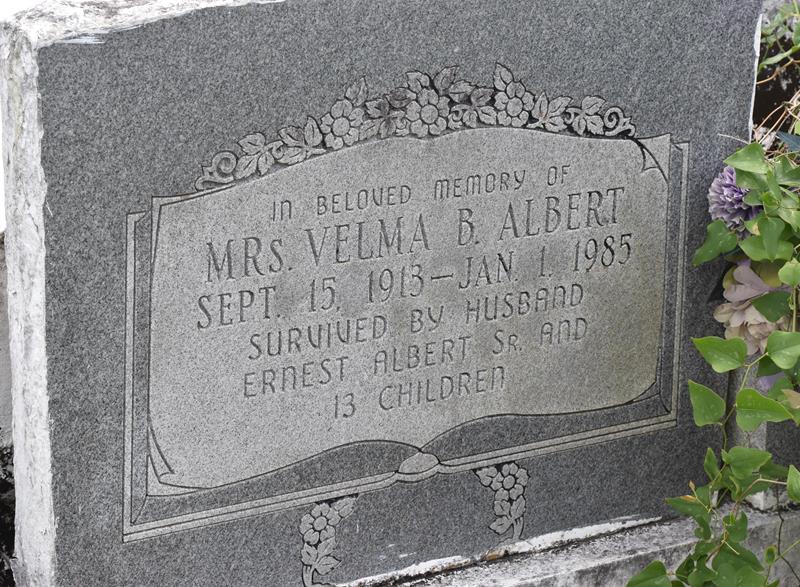 IN BELOVED MEMORY OF
MRS. VELMA B. ALBERT
SEPT. 15, 1913 — JAN. 1, 1985
SURVIVED BY HUSBAND
ERNEST ALBERT SR. AND
13 CHILDREN